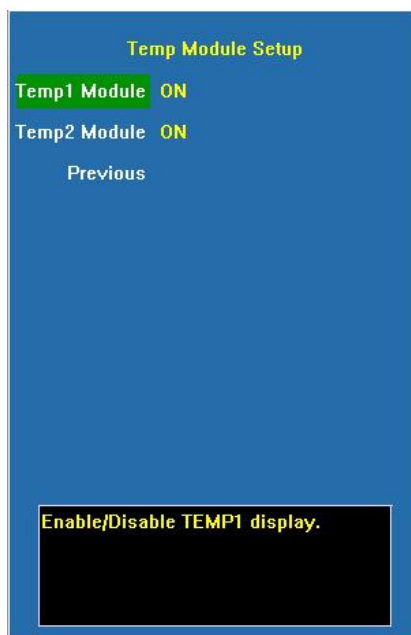 Temp Module Setup
Temp1 Module ON
Temp2 Module ON
Previous
Enable/Disable TEMP1 display.